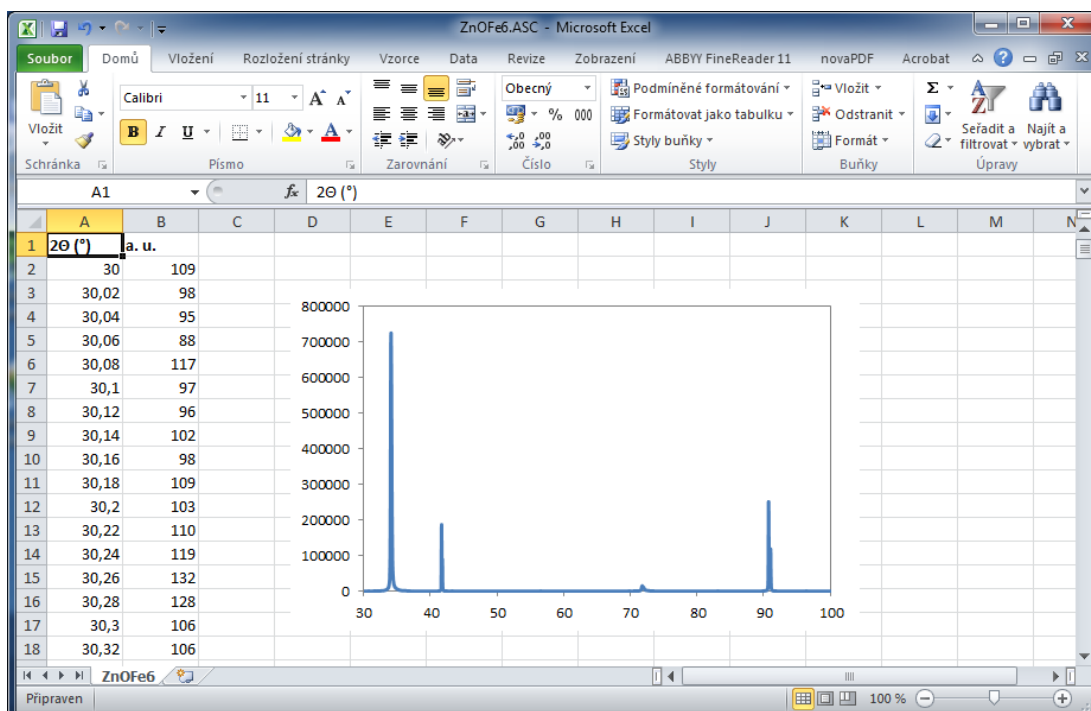 ZnOFe6.ASC - Microsoft Excel
Soubor Domů Vložení Rozložení stránky Vzorce Data Revize Zobrazení ABBYY FineReader 11 novaPDF Acrobat
Calibri 11 A A Obecný Podmíněné formátování Vložit Σ
Vložit B I U A % 000 Formátovat jako tabulku Odstranit Seřadit a filtrovat Najít a vybrat
,0 ,00 ,00 ,0 Styly buňky Formát
Schránka Písmo Zarovnání Číslo Styly Buňky Úpravy
A1 fx 2Θ (°)
A B C D E F G H I J K L M N
1 2Θ (°) a. u.
2 30 109
3 30,02 98
4 30,04 95
5 30,06 88
6 30,08 117
7 30,1 97
8 30,12 96
9 30,14 102
10 30,16 98
11 30,18 109
12 30,2 103
13 30,22 110
14 30,24 119
15 30,26 132
16 30,28 128
17 30,3 106
18 30,32 106
800000
700000
600000
500000
400000
300000
200000
100000
0
30 40 50 60 70 80 90 100
ZnOFe6
Připraven 100 %